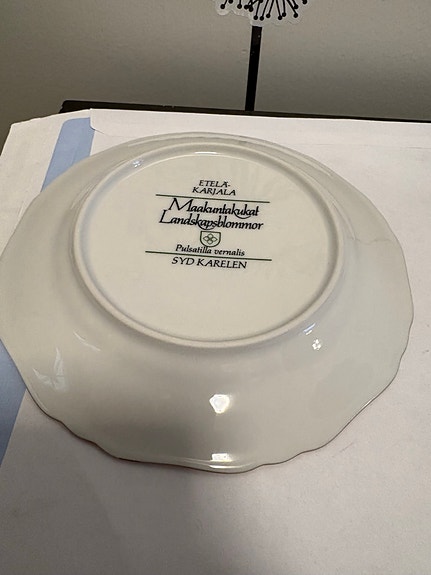 ETELÄ-
KARJALA
Maakuntakukat
Landskapsblommor
Pulsatilla vernalis
SYD KARELEN